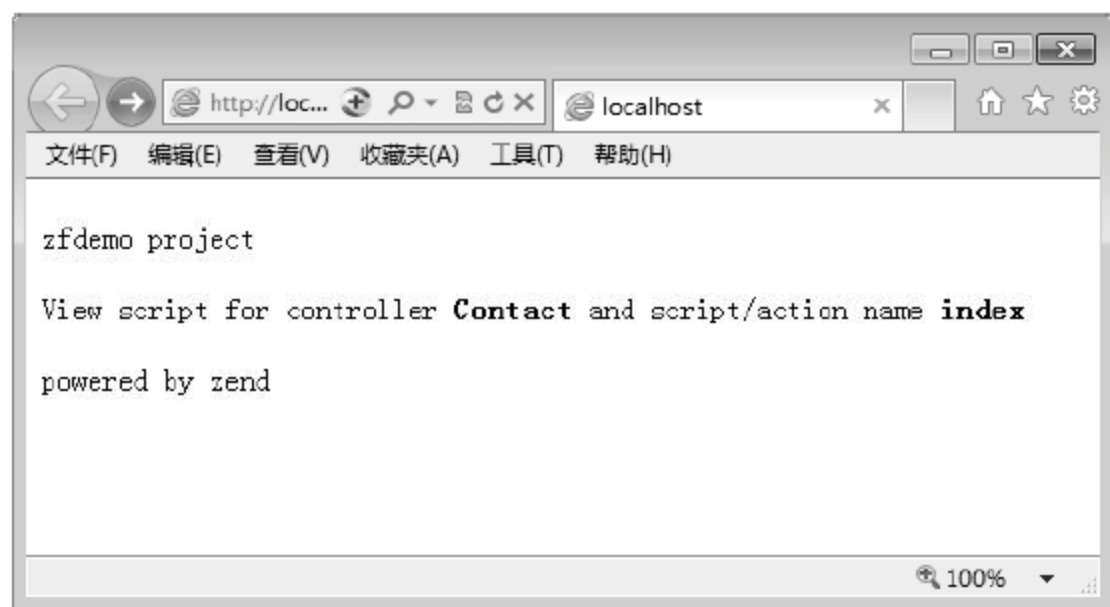 http://loc...
localhost
文件(F) 编辑(E) 查看(V) 收藏夹(A) 工具(T) 帮助(H)
zfdemo project
View script for controller Contact and script/action name index
powered by zend
100%